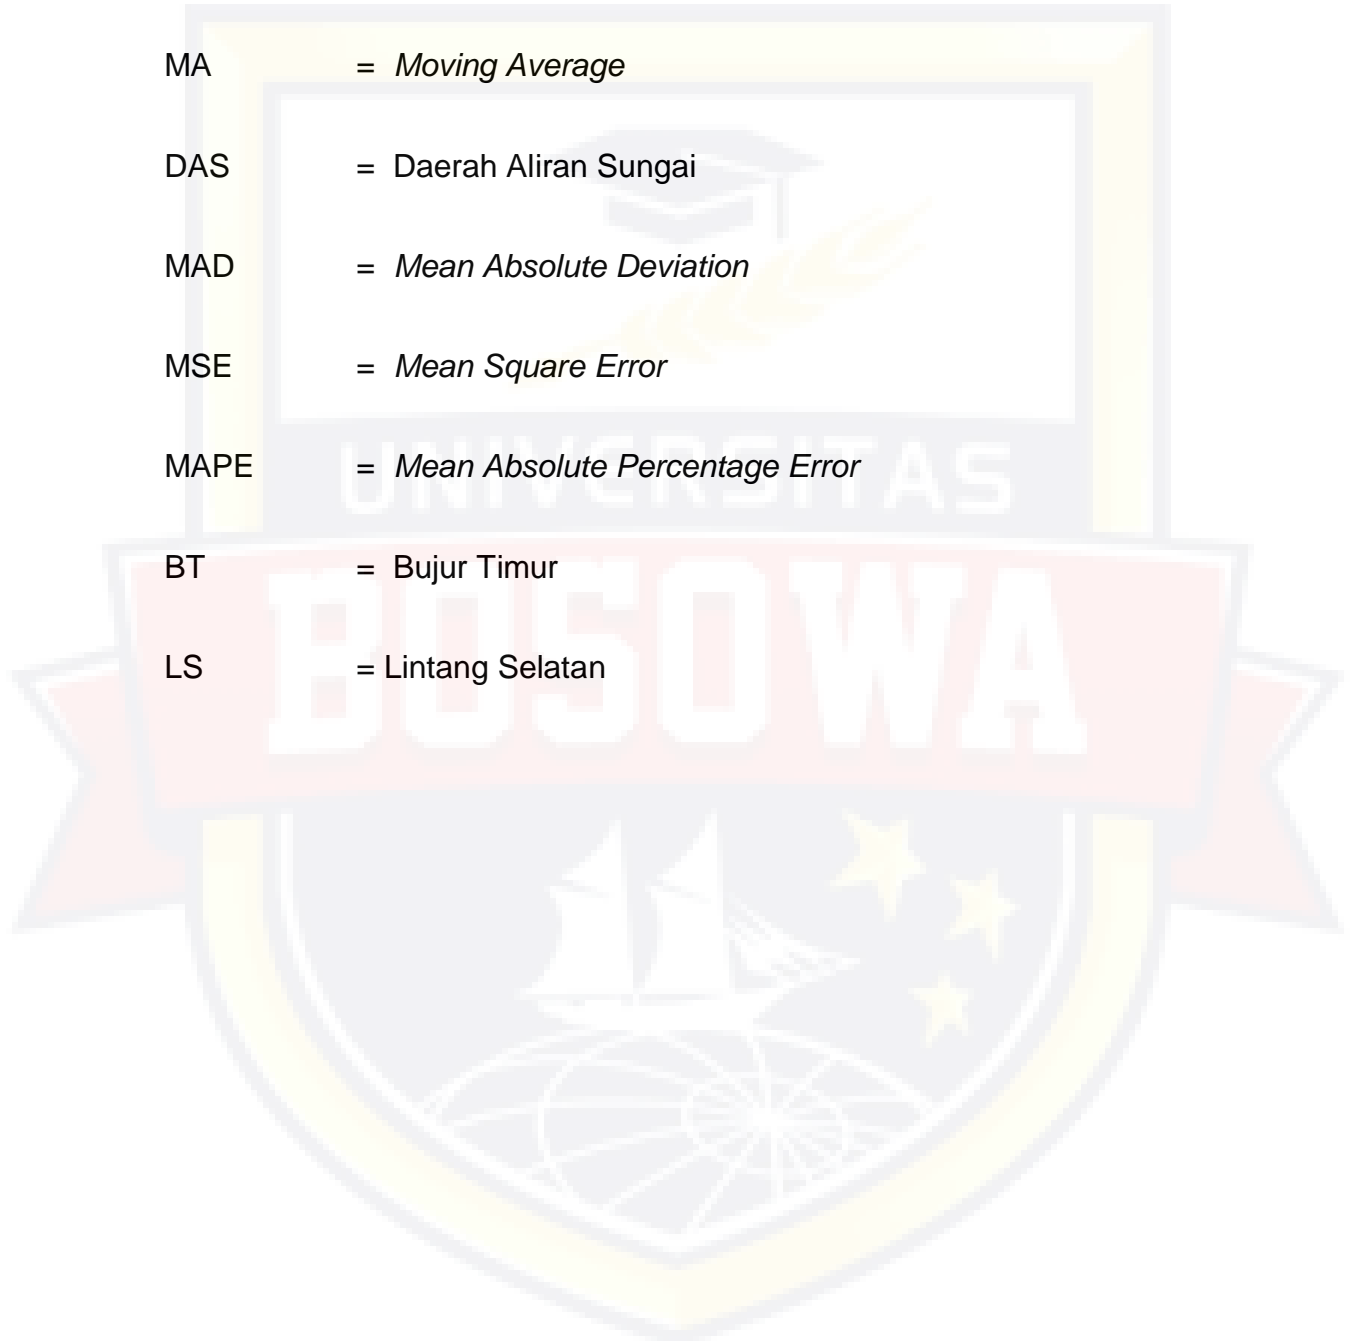 MA = Moving Average
DAS = Daerah Aliran Sungai
MAD = Mean Absolute Deviation
MSE = Mean Square Error
UNIVERSITAS
MAPE = Mean Absolute Percentage Error
BT = Bujur Timur
BOSOWA
LS = Lintang Selatan